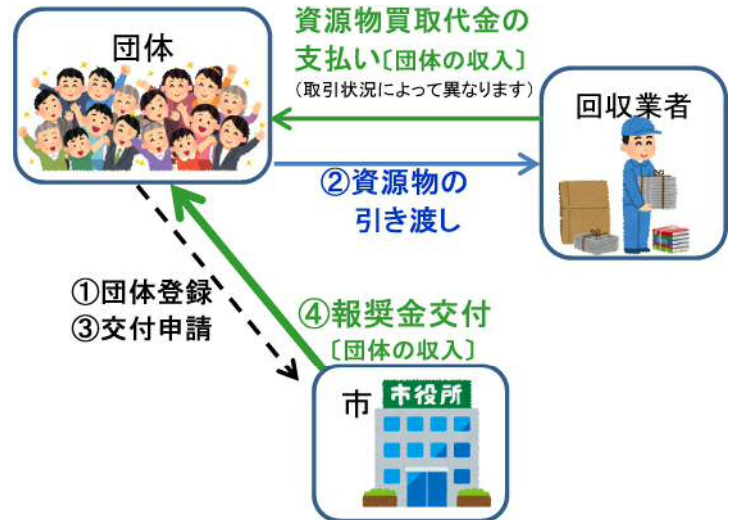 団体
資源物買取代金の
支払い〔団体の収入〕
（取引状況によって異なります）
回収業者
②資源物の
引き渡し
①団体登録
③交付申請
④報奨金交付
〔団体の収入〕
市
市役所